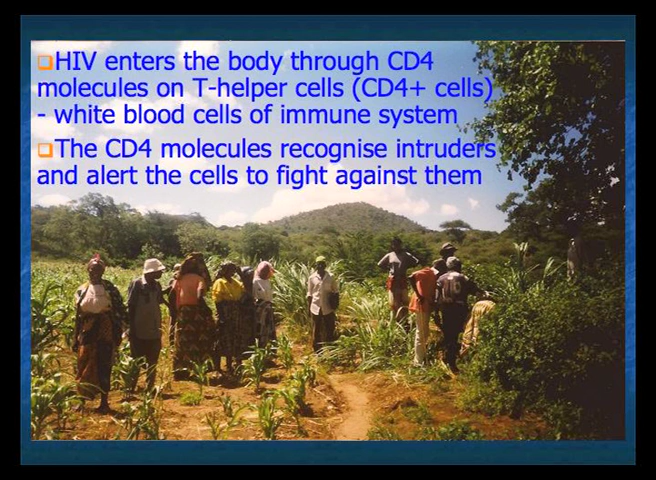 HIV enters the body through CD4
molecules on T-helper cells (CD4+ cells)
- white blood cells of immune system
The CD4 molecules recognise intruders
and alert the cells to fight against them